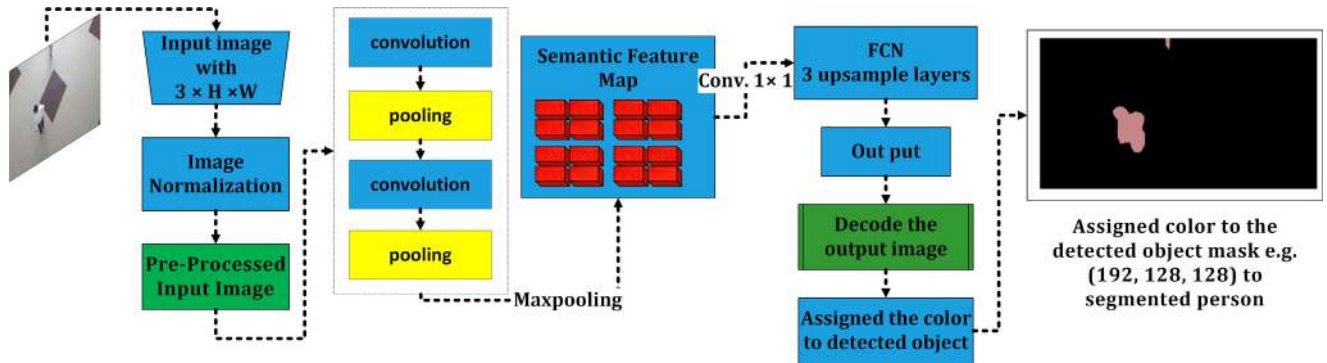 Input image
with
3 × H ×W
Image
Normalization
Pre-Processed
Input Image
convolution
pooling
convolution
pooling
Maxpooling
Semantic Feature
Map
Conv. 1× 1
FCN
3 upsample layers
Out put
Decode the
output image
Assigned the color
to detected object
Assigned color to the
detected object mask e.g.
(192, 128, 128) to
segmented person